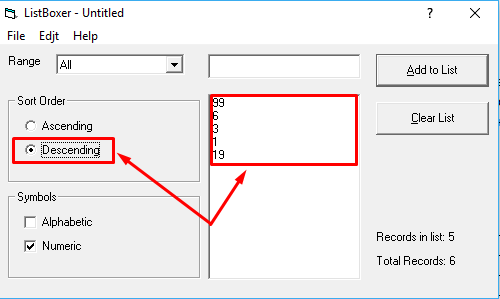 ListBoxer - Untitled
File Edjt Help
Range All
Add to List
Sort Order
Ascending
Descending
99
6
3
1
19
Clear List
Symbols
Alphabetic
Numeric
Records in list: 5
Total Records: 6